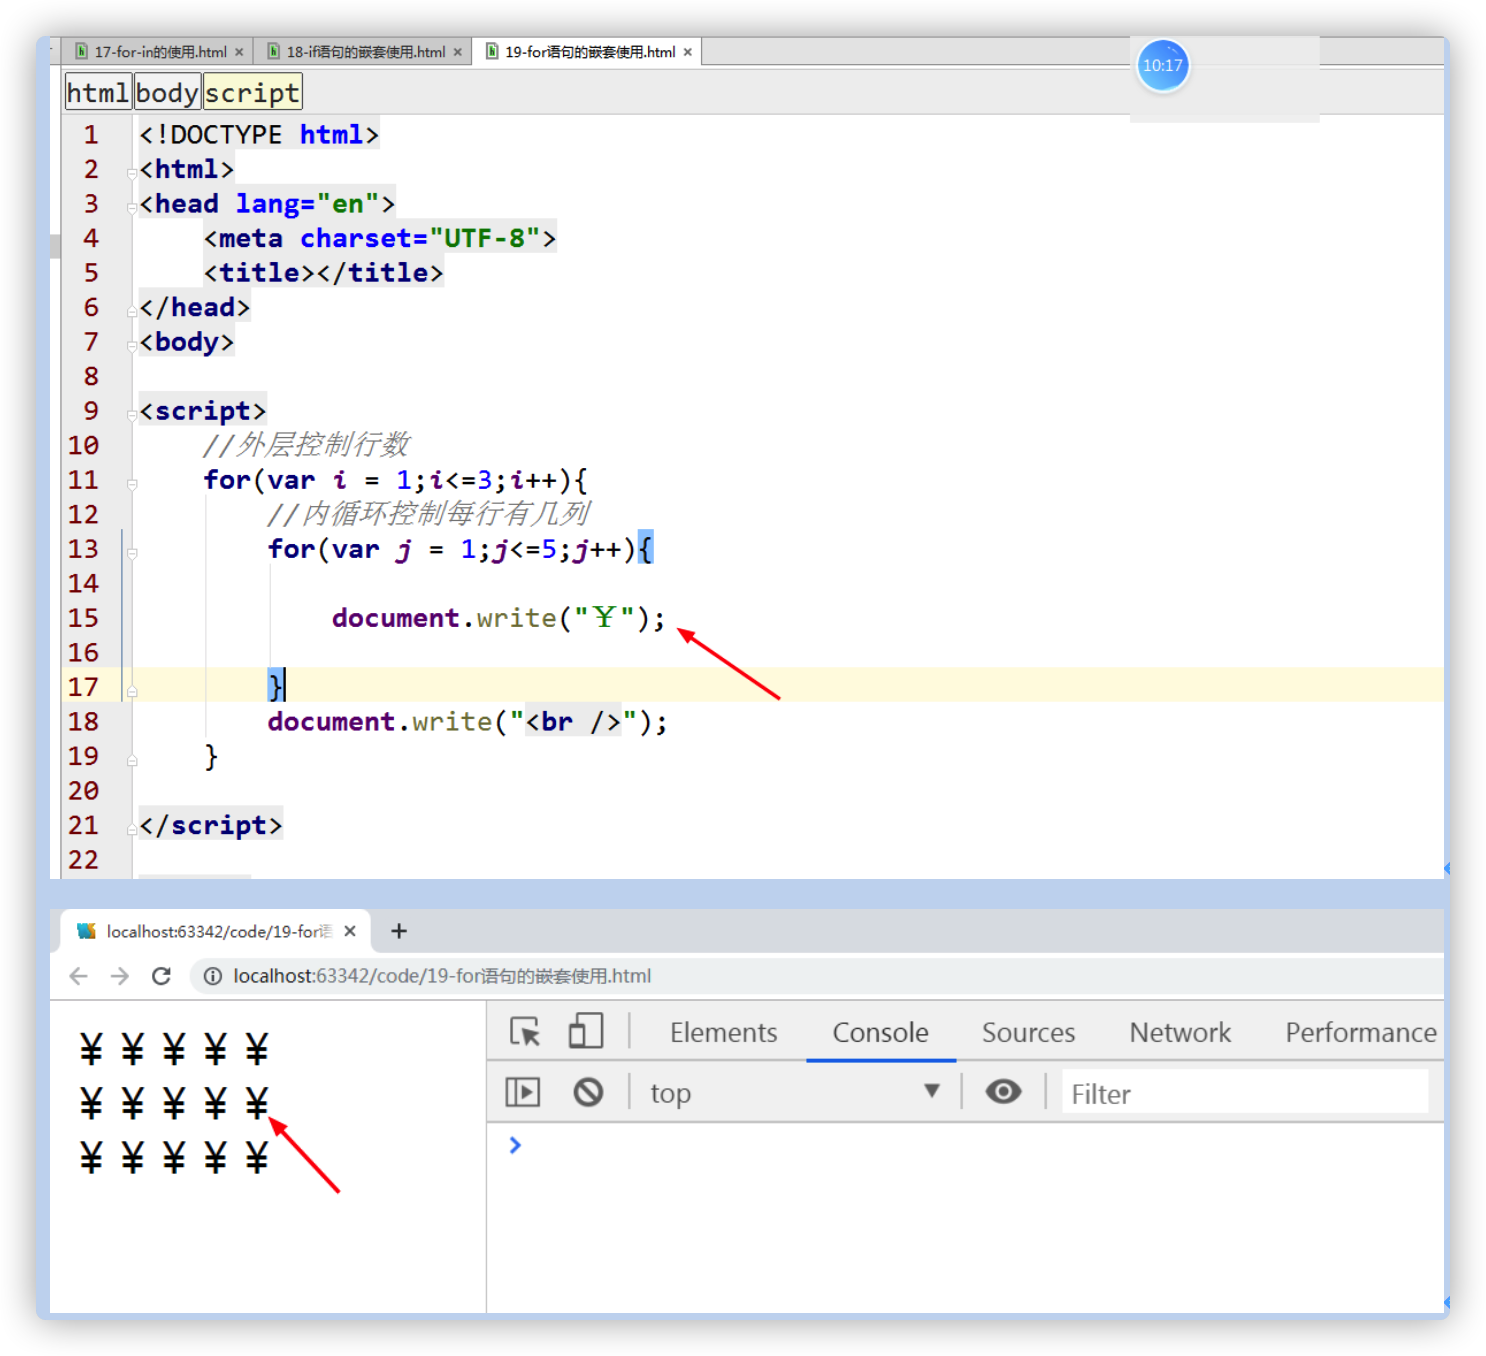 17-for-in的使用.html × 18-if语句的嵌套使用.html × 19-for语句的嵌套使用.html ×
10:17
html body script
1 <!DOCTYPE html>
2 <html>
3 <head lang="en">
4 <meta charset="UTF-8">
5 <title></title>
6 </head>
7 <body>
8
9 <script>
10 //外层控制行数
11 for(var i = 1;i<=3;i++){
12 //内循环控制每行有几列
13 for(var j = 1;j<=5;j++){
14
15 document.write("￥");
16
17 }
18 document.write("<br />");
19 }
20
21 </script>
22
localhost:63342/code/19-for语 × +
localhost:63342/code/19-for语句的嵌套使用.html
￥￥￥￥￥
￥￥￥￥￥
￥￥￥￥￥
Elements Console Sources Network Performance
top ▼ Filter
>